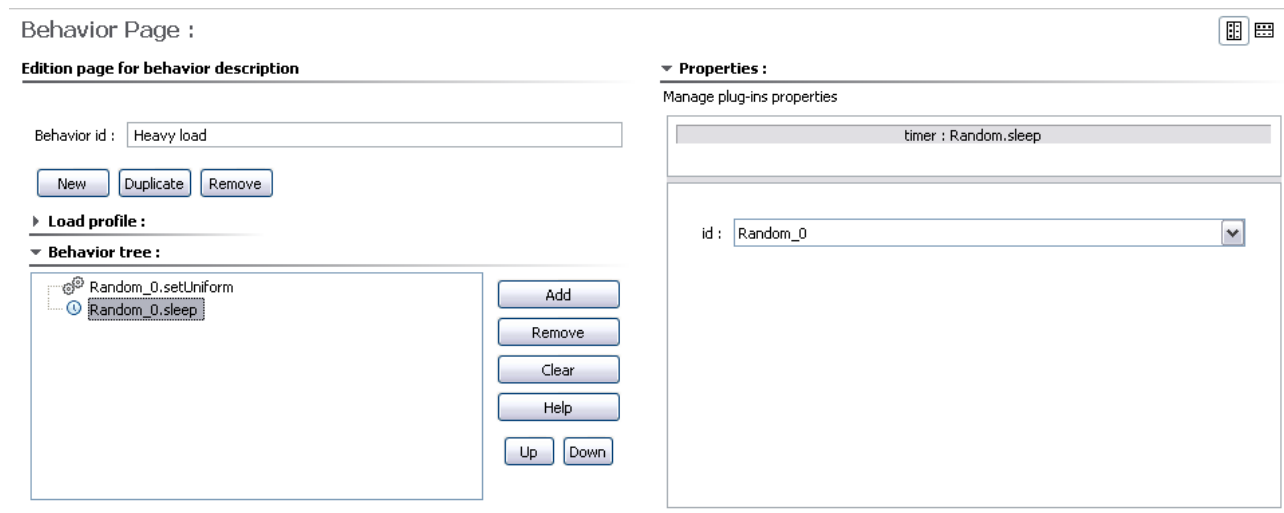 Behavior Page :
Edition page for behavior description
Behavior id : Heavy load
New Duplicate Remove
Load profile :
Behavior tree :
Random_0.setUniform
Random_0.sleep
Add
Remove
Clear
Help
Up Down
Properties :
Manage plug-ins properties
timer : Random.sleep
id : Random_0